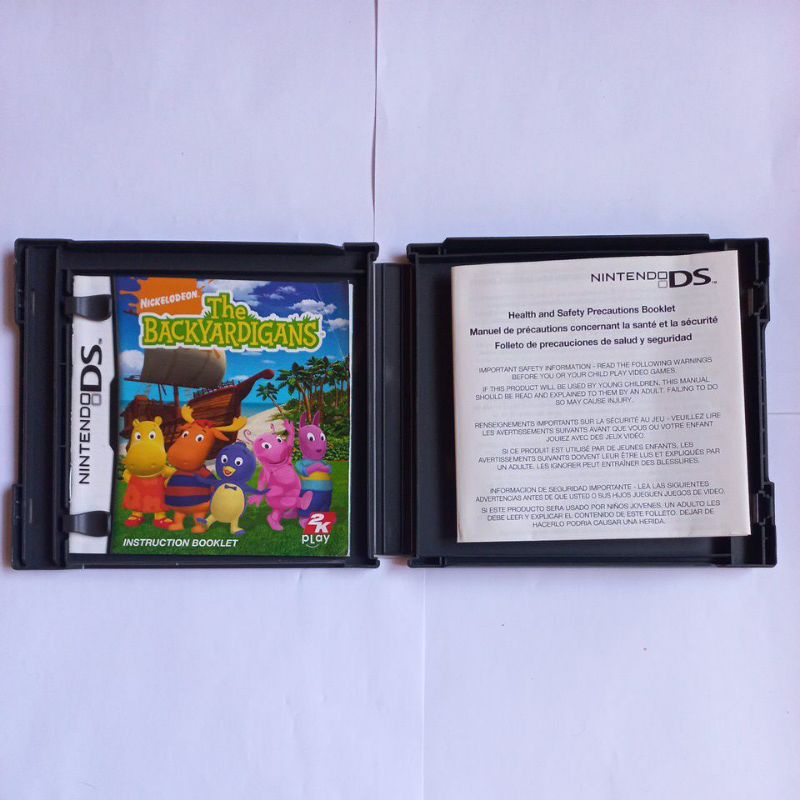 NICKELODEON
The
BACKYARDIGANS
NINTENDO DS™
2K
play
INSTRUCTION BOOKLET
NINTENDO DS™
Health and Safety Precautions Booklet
Manuel de précautions concernant la santé et la sécurité
Folleto de precauciones de salud y seguridad
IMPORTANT SAFETY INFORMATION - READ THE FOLLOWING WARNINGS
BEFORE YOU OR YOUR CHILD PLAY VIDEO GAMES.
IF THIS PRODUCT WILL BE USED BY YOUNG CHILDREN, THIS MANUAL
SHOULD BE READ AND EXPLAINED TO THEM BY AN ADULT. FAILING TO DO
SO MAY CAUSE INJURY.
RENSEIGNEMENTS IMPORTANTS SUR LA SÉCURITÉ AU JEU - VEUILLEZ LIRE
LES AVERTISSEMENTS SUIVANTS AVANT QUE VOUS OU VOTRE ENFANT
JOUIEZ AVEC DES JEUX VIDÉO.
SI CE PRODUIT EST UTILISÉ PAR DE JEUNES ENFANTS, LES
AVERTISSEMENTS SUIVANTS DOIVENT LEUR ÊTRE LUS ET EXPLIQUÉS PAR
UN ADULTE. LES IGNORER PEUT ENTRAÎNER DES BLESSURES.
INFORMACION DE SEGURIDAD IMPORTANTE - LEA LAS SIGUIENTES
ADVERTENCIAS ANTES DE QUE USTED O SUS HIJOS JUEGUEN JUEGOS DE VIDEO.
SI ESTE PRODUCTO SERÁ USADO POR NIÑOS JOVENES, UN ADULTO LES
DEBE LEER Y EXPLICAR EL CONTENIDO DE ESTE FOLLETO. DEJAR DE
HACERLO PODRIA CAUSAR UNA HERIDA.